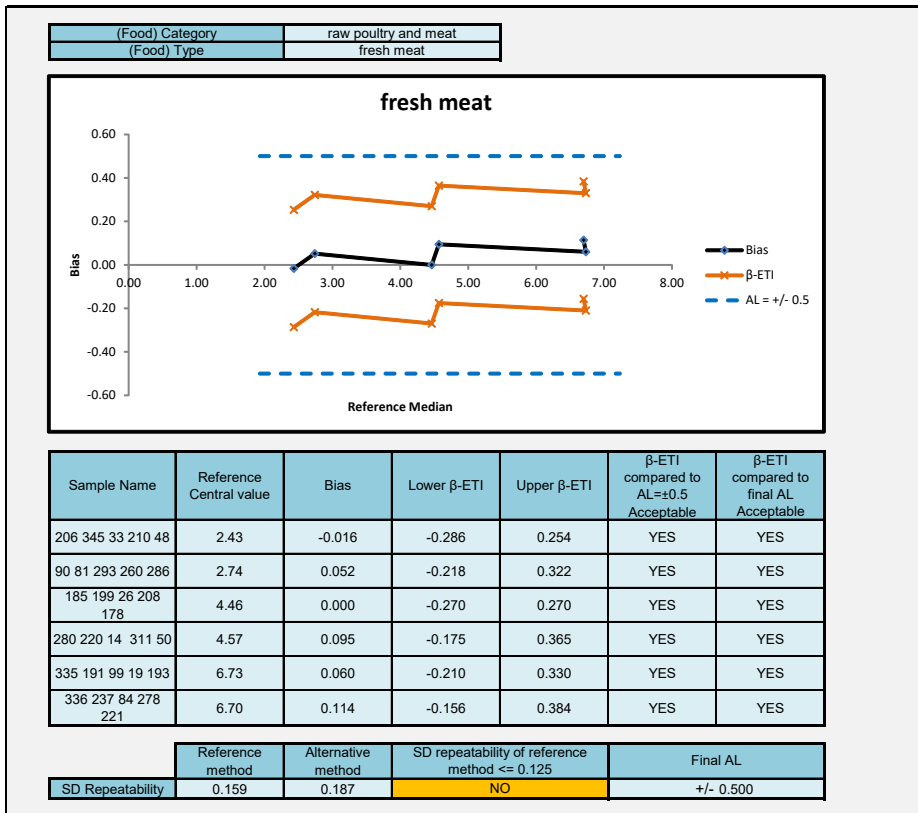 (Food) Category raw poultry and meat
(Food) Type fresh meat
fresh meat
0.60
0.40
0.20
0.00
-0.20
-0.40
-0.60
0.00 1.00 2.00 3.00 4.00 5.00 6.00 7.00 8.00
Bias
Reference Median
Bias
β-ETI
AL = +/- 0.5
Sample Name Reference Central value Bias Lower β-ETI Upper β-ETI β-ETI compared to AL=±0.5 Acceptable β-ETI compared to final AL Acceptable
206 345 33 210 48 2.43 -0.016 -0.286 0.254 YES YES
90 81 293 260 286 2.74 0.052 -0.218 0.322 YES YES
185 199 26 208 178 4.46 0.000 -0.270 0.270 YES YES
280 220 14 311 50 4.57 0.095 -0.175 0.365 YES YES
335 191 99 19 193 6.73 0.060 -0.210 0.330 YES YES
336 237 84 278 221 6.70 0.114 -0.156 0.384 YES YES
Reference method Alternative method SD repeatability of reference method <= 0.125 Final AL
SD Repeatability 0.159 0.187 NO +/- 0.500